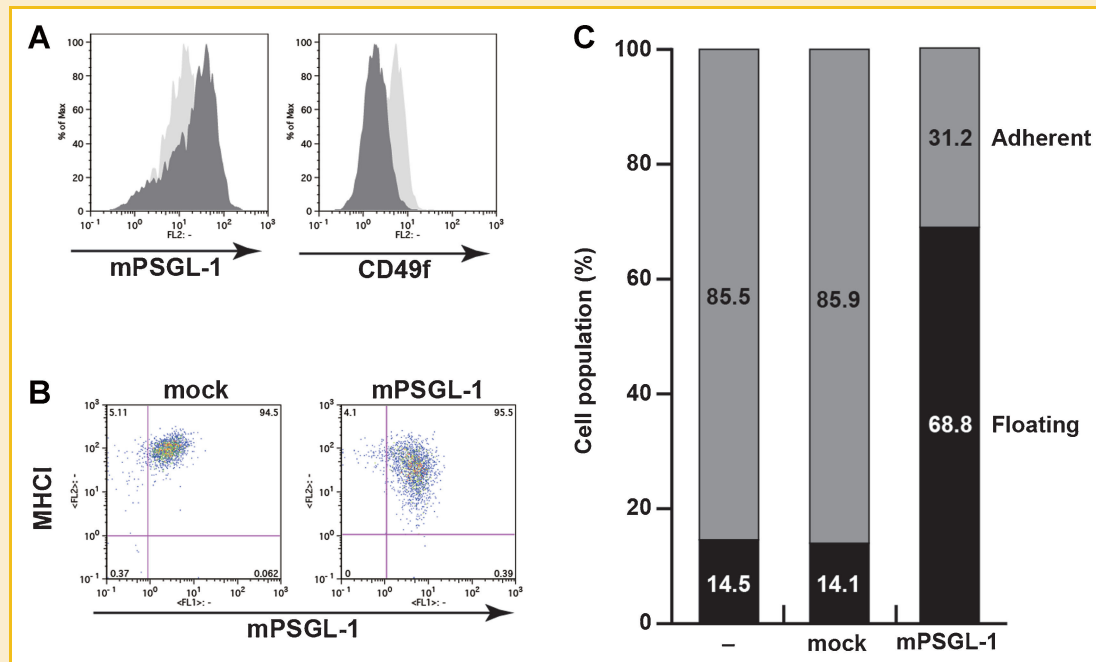 A
100
80
60
40
20
0
% of Max
10-1 100 101 102 103
FL2: -
mPSGL-1
100
80
60
40
20
0
% of Max
10-1 100 101 102 103
FL2: -
CD49f
B
mock
MHCI
103
102
101
100
10-1
<FL2>: -
5.11 94.5
0.37 0.062
100 101 102 103
<FL1>: -
mPSGL-1
103
102
101
100
10-1
<FL2>: -
4.1 95.5
0 0.39
100 101 102 103
<FL1>: -
mPSGL-1
C
Cell population (%)
100
80
60
40
20
0
85.5
14.5
85.9
14.1
31.2
68.8
Adherent
Floating
– mock mPSGL-1